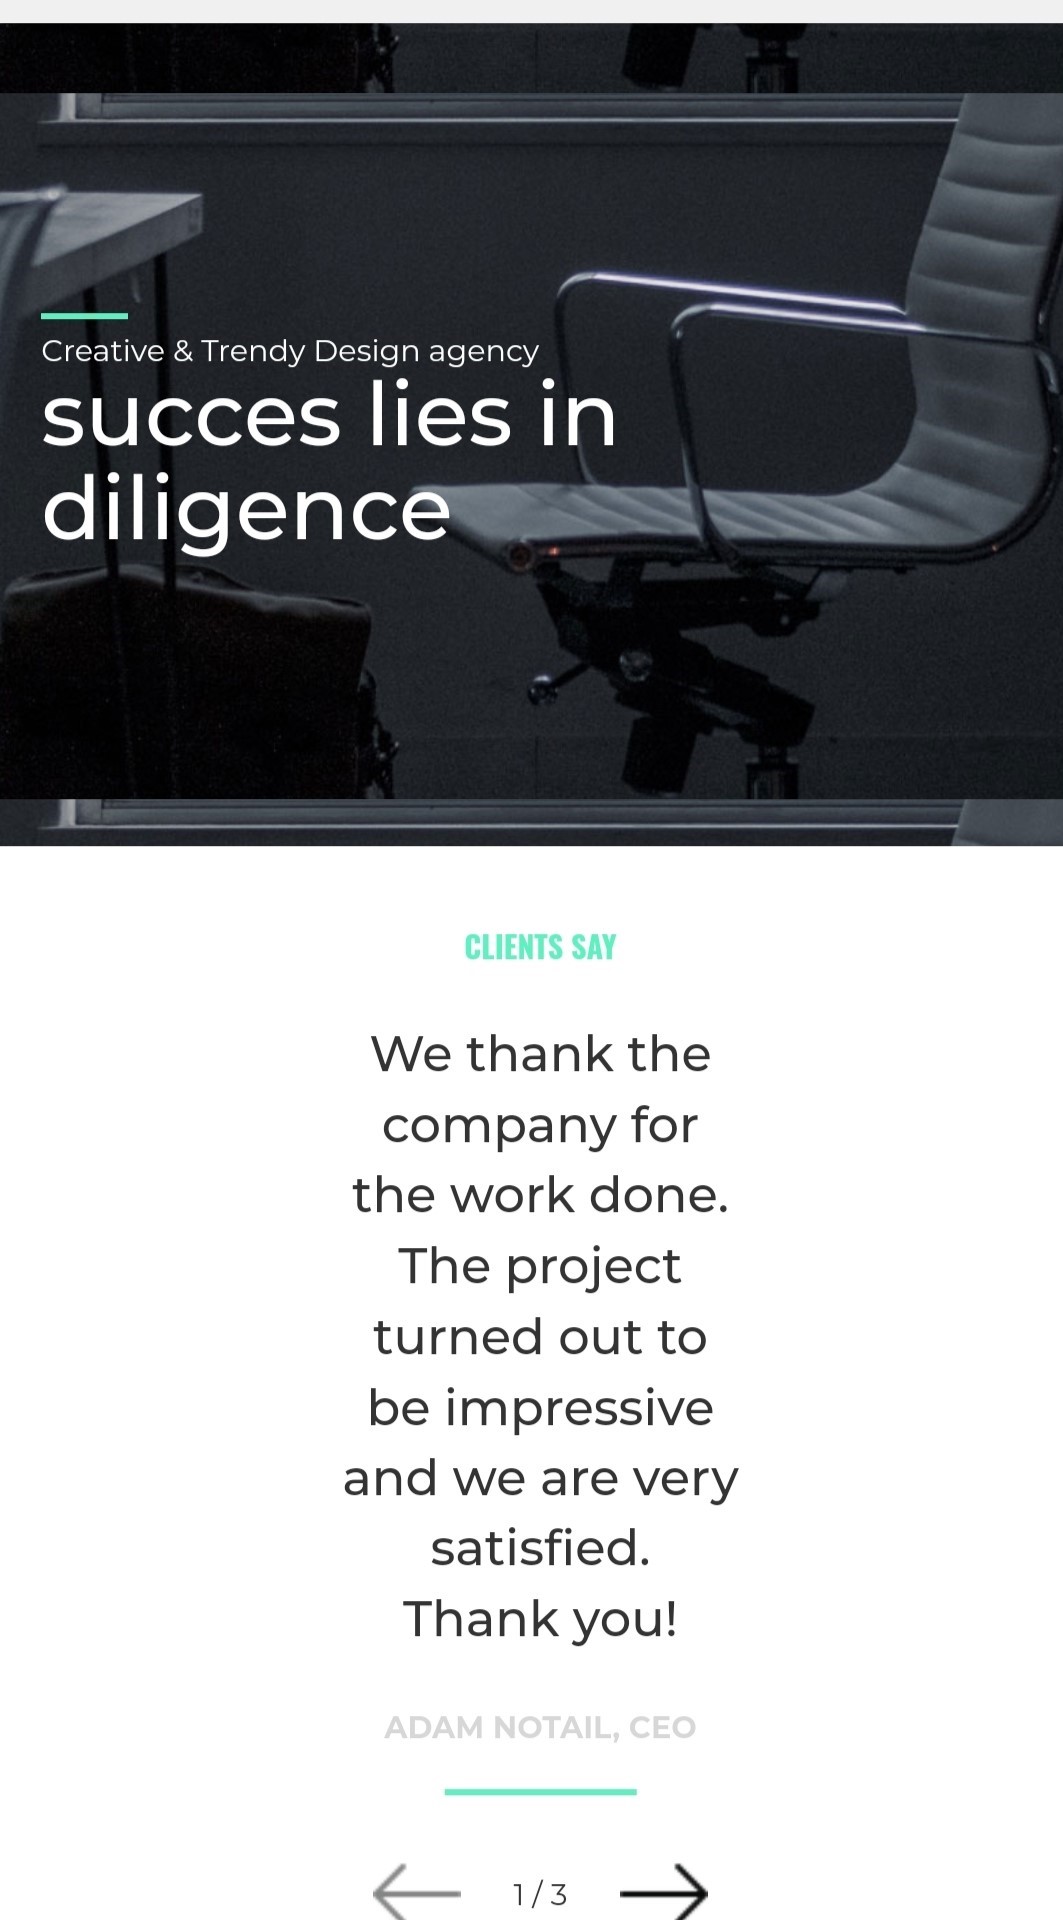 Creative & Trendy Design agency
succes lies in
diligence
CLIENTS SAY
We thank the
company for
the work done.
The project
turned out to
be impressive
and we are very
satisfied.
Thank you!
ADAM NOTAIL, CEO
1 / 3